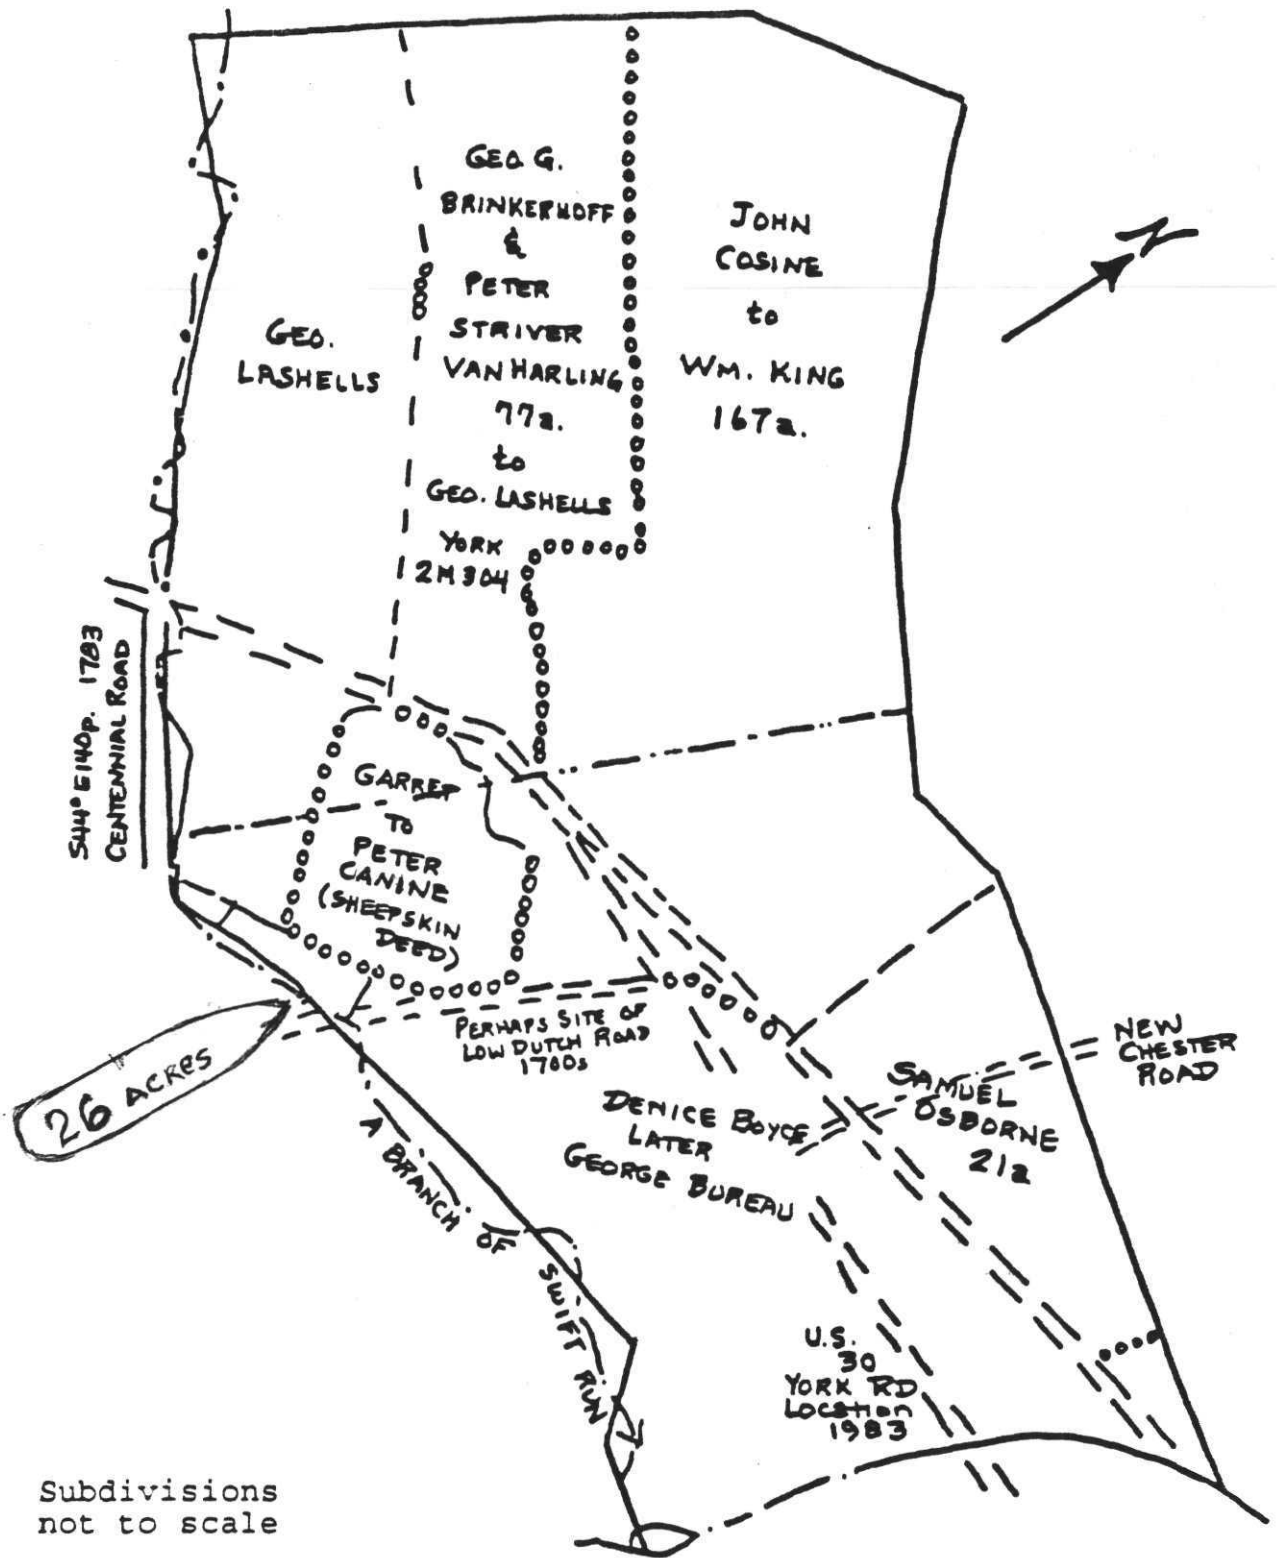 GEO G.
BRINKERHOFF
&
PETER
STRIVER
VAN HARLING
77a.
to
GEO. LASHELLS
YORK
2M304
JOHN
COSINE
to
WM. KING
167a.
N
GEO.
LASHELLS
S44°E140p. 1783
CENTENNIAL ROAD
GARRET
TO
PETER
CANINE
(SHEEPSKIN
DEED)
PERHAPS SITE OF
LOW DUTCH ROAD
1700s
26 ACRES
A BRANCH OF SWIFT RUN
DENICE BOYCE
LATER
GEORGE BUREAU
SAMUEL
OSBORNE
21a
NEW
CHESTER
ROAD
U.S.
30
YORK RD
Location
1983
Subdivisions
not to scale